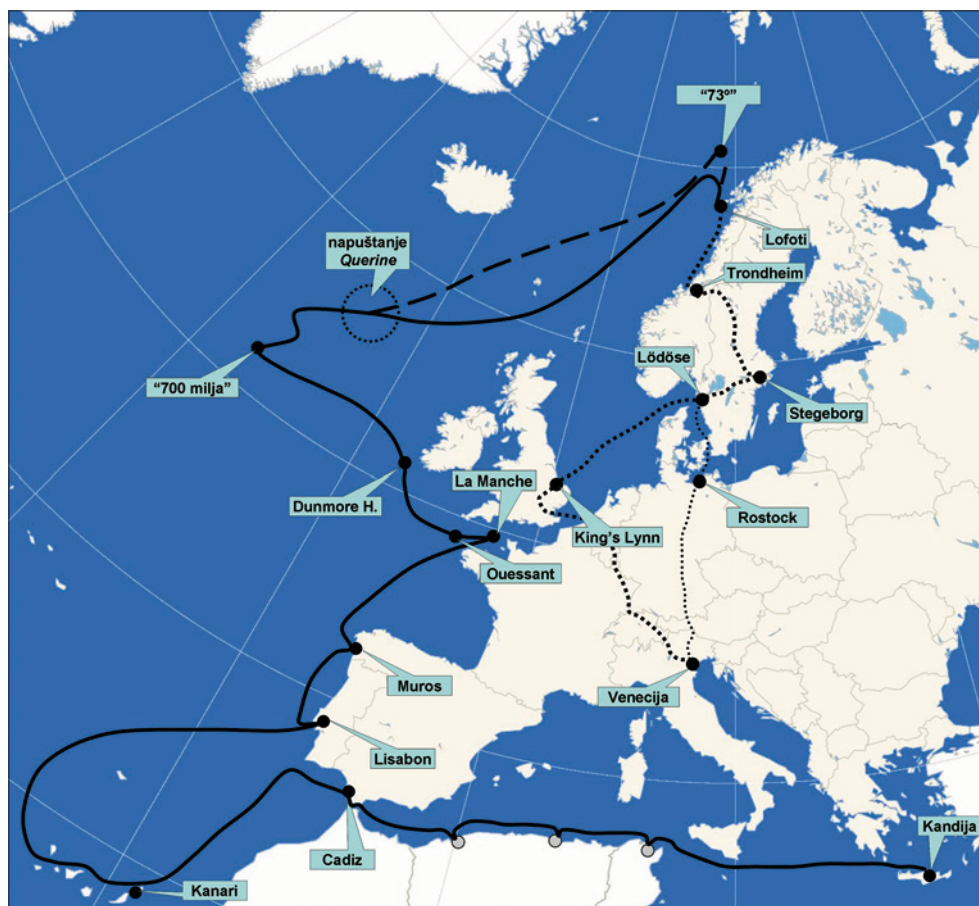 “73º”
Lofoti
napuštanje
Querine
Trondheim
Lödöse
“700 milja”
Stegeborg
La Manche
Dunmore H.
Rostock
King’s Lynn
Ouessant
Muros
Venecija
Lisabon
Kandija
Cadiz
Kanari